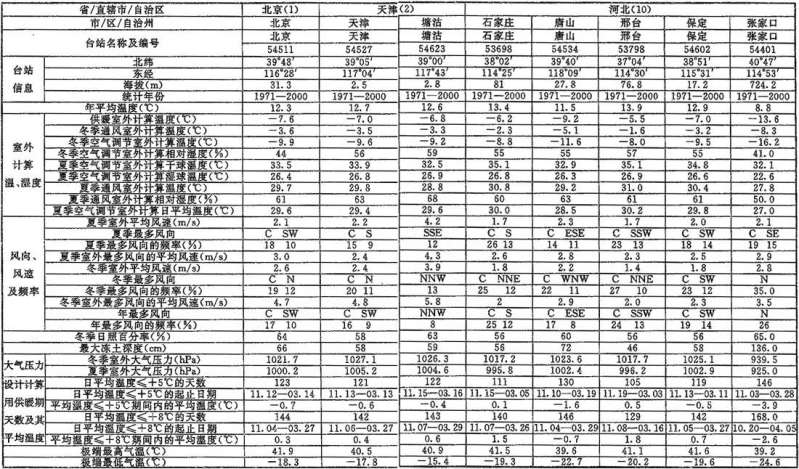 省/直辖市/自治区 北京(1) 天津(2) 河北(10)
市/区/自治州 北京 天津 塘沽 石家庄 唐山 邢台 保定 张家口
台站名称及编号 北京 天津 塘沽 石家庄 唐山 邢台 保定 张家口
54511 54527 54623 53698 54534 53798 54602 54401
台站信息 北纬 39°48′ 39°05′ 39°00′ 38°02′ 39°40′ 37°04′ 38°51′ 40°47′
东经 116°28′ 117°04′ 117°43′ 114°25′ 118°09′ 114°30′ 115°31′ 114°53′
海拔(m) 31.3 2.5 2.8 81 27.8 76.8 17.2 724.2
统计年份 1971—2000 1971—2000 1971—2000 1971—2000 1971—2000 1971—2000 1971—2000 1971—2000
年平均温度(℃) 12.3 12.7 12.6 13.4 11.5 13.9 12.9 8.8
室外计算温、湿度 供暖室外计算温度(℃) −7.6 −7.0 −6.8 −6.2 −9.2 −5.5 −7.0 −13.6
冬季通风室外计算温度(℃) −3.6 −3.5 −3.3 −2.3 −5.1 −1.6 −3.2 −8.3
冬季空气调节室外计算温度(℃) −9.9 −9.6 −9.2 −8.8 −11.6 −8.0 −9.5 −16.2
冬季空气调节室外计算相对湿度(%) 44 56 59 55 55 57 55 41.0
夏季空气调节室外计算干球温度(℃) 33.5 33.9 32.5 35.1 32.9 35.1 34.8 32.1
夏季空气调节室外计算湿球温度(℃) 26.4 26.8 26.9 26.8 26.3 26.9 26.6 22.6
夏季通风室外计算温度(℃) 29.7 29.8 28.8 30.8 29.2 31.0 30.4 27.8
夏季通风室外计算相对湿度(%) 61 63 68 60 63 61 61 50.0
夏季空气调节室外计算日平均温度(℃) 29.6 29.4 29.6 30.0 28.5 30.2 29.8 27.0
风向、风速及频率 夏季室外平均风速(m/s) 2.1 2.2 4.2 1.7 2.3 1.7 2.0 2.1
夏季最多风向 C SW C S SSE C S C ESE C SSW C SW C SE
夏季最多风向的频率(%) 18 10 15 9 12 26 13 14 11 23 13 18 14 19 15
夏季室外最多风向的平均风速(m/s) 3.0 2.4 4.3 2.6 2.8 2.3 2.5 2.9
冬季室外平均风速(m/s) 2.6 2.4 3.9 1.8 2.2 1.4 1.8 2.8
冬季最多风向 C N C N NNW C NNE C WNW C NNE C SW N
冬季最多风向的频率(%) 19 12 20 11 13 25 12 22 11 27 10 23 12 35.0
冬季室外最多风向的平均风速(m/s) 4.7 4.8 5.8 2 2.9 2.0 2.3 3.5
年最多风向 C SW C SW NNW C S C ESE C SSW C SW N
年最多风向的频率(%) 17 10 16 9 8 25 12 17 8 24 13 19 14 26
冬季日照百分率(%) 64 58 63 56 60 56 56 65.0
最大冻土深度(cm) 66 58 59 56 72 46 58 136.0
大气压力 冬季室外大气压力(hPa) 1021.7 1027.1 1026.3 1017.2 1023.6 1017.7 1025.1 939.5
夏季室外大气压力(hPa) 1000.2 1005.2 1004.6 995.8 1002.4 996.2 1002.9 925.0
设计计算用供暖期天数及其平均温度 日平均温度≤+5℃的天数 123 121 122 111 130 105 119 146
日平均温度≤+5℃的起止日期 11.12—03.14 11.13—03.13 11.15—03.16 11.15—03.05 11.10—03.19 11.19—03.03 11.13—03.11 11.03—03.28
平均温度≤+5℃期间内的平均温度(℃) −0.7 −0.6 −0.4 0.1 −1.6 0.5 −0.5 −3.9
日平均温度≤+8℃的天数 144 142 143 140 146 129 142 168.0
日平均温度≤+8℃的起止日期 11.04—03.27 11.06—03.27 11.07—03.29 11.07—03.26 11.04—03.29 11.08—03.16 11.05—03.27 10.20—04.05
平均温度≤+8℃期间内的平均温度(℃) 0.3 0.4 0.6 1.5 −0.7 1.8 0.7 −2.6
极端最高气温(℃) 41.9 40.5 40.9 41.5 39.6 41.1 41.6 39.2
极端最低气温(℃) −18.3 −17.8 −15.4 −19.3 −22.7 −20.2 −19.6 −24.6